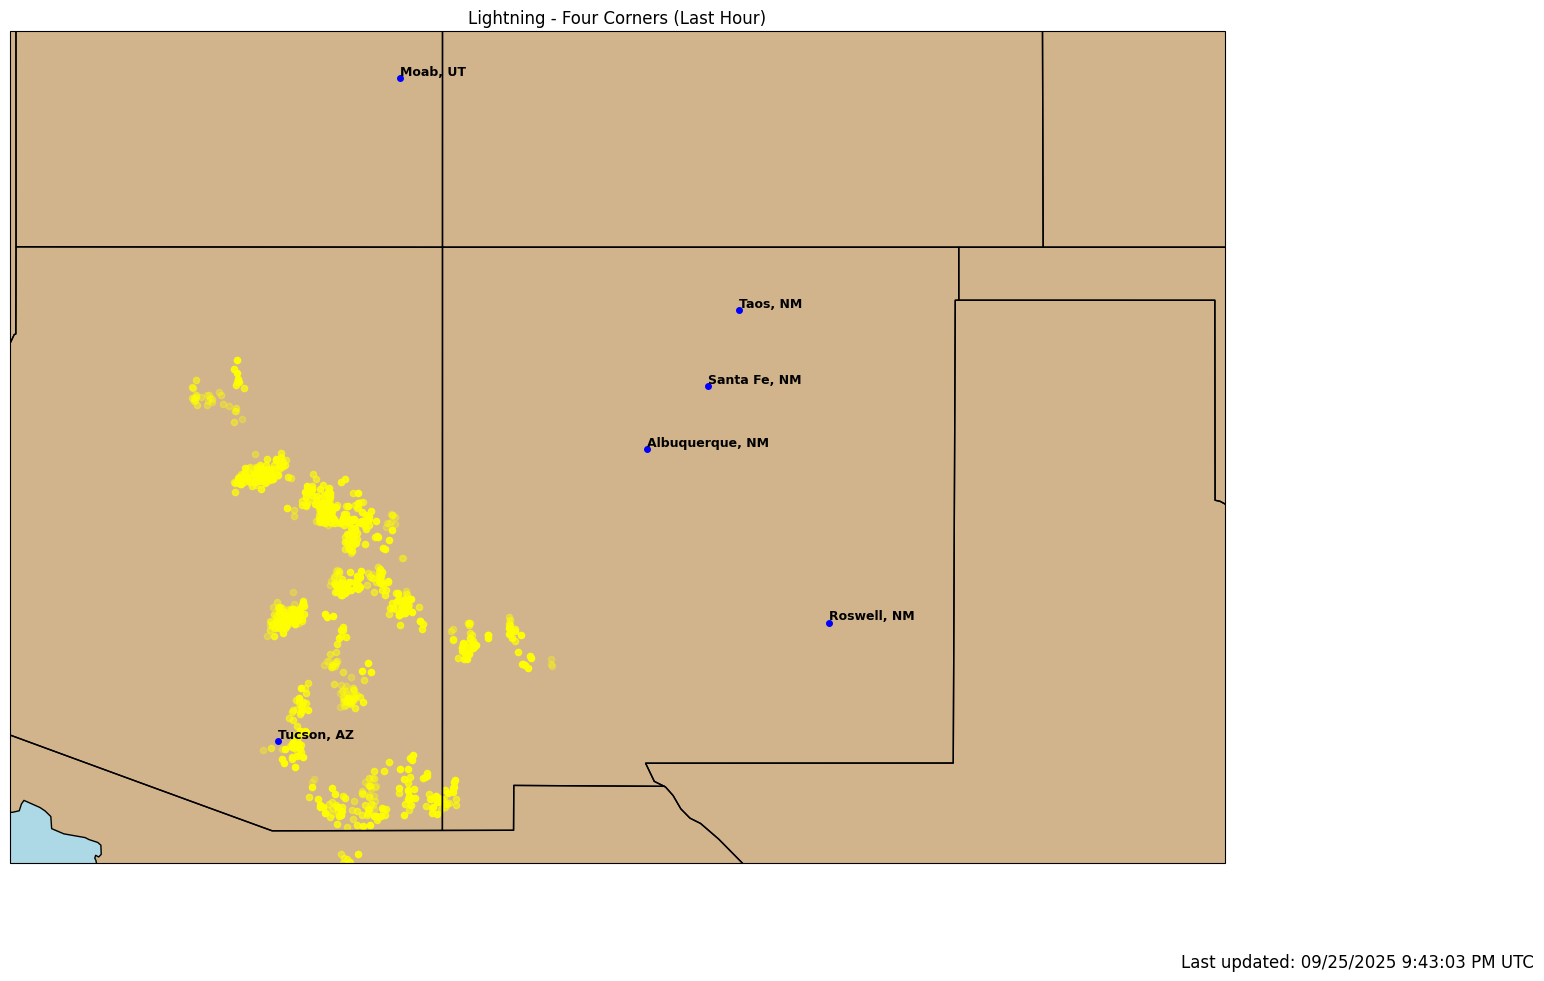 Lightning - Four Corners (Last Hour)
Moab, UT
Taos, NM
Santa Fe, NM
Albuquerque, NM
Roswell, NM
Tucson, AZ
Last updated: 09/25/2025 9:43:03 PM UTC